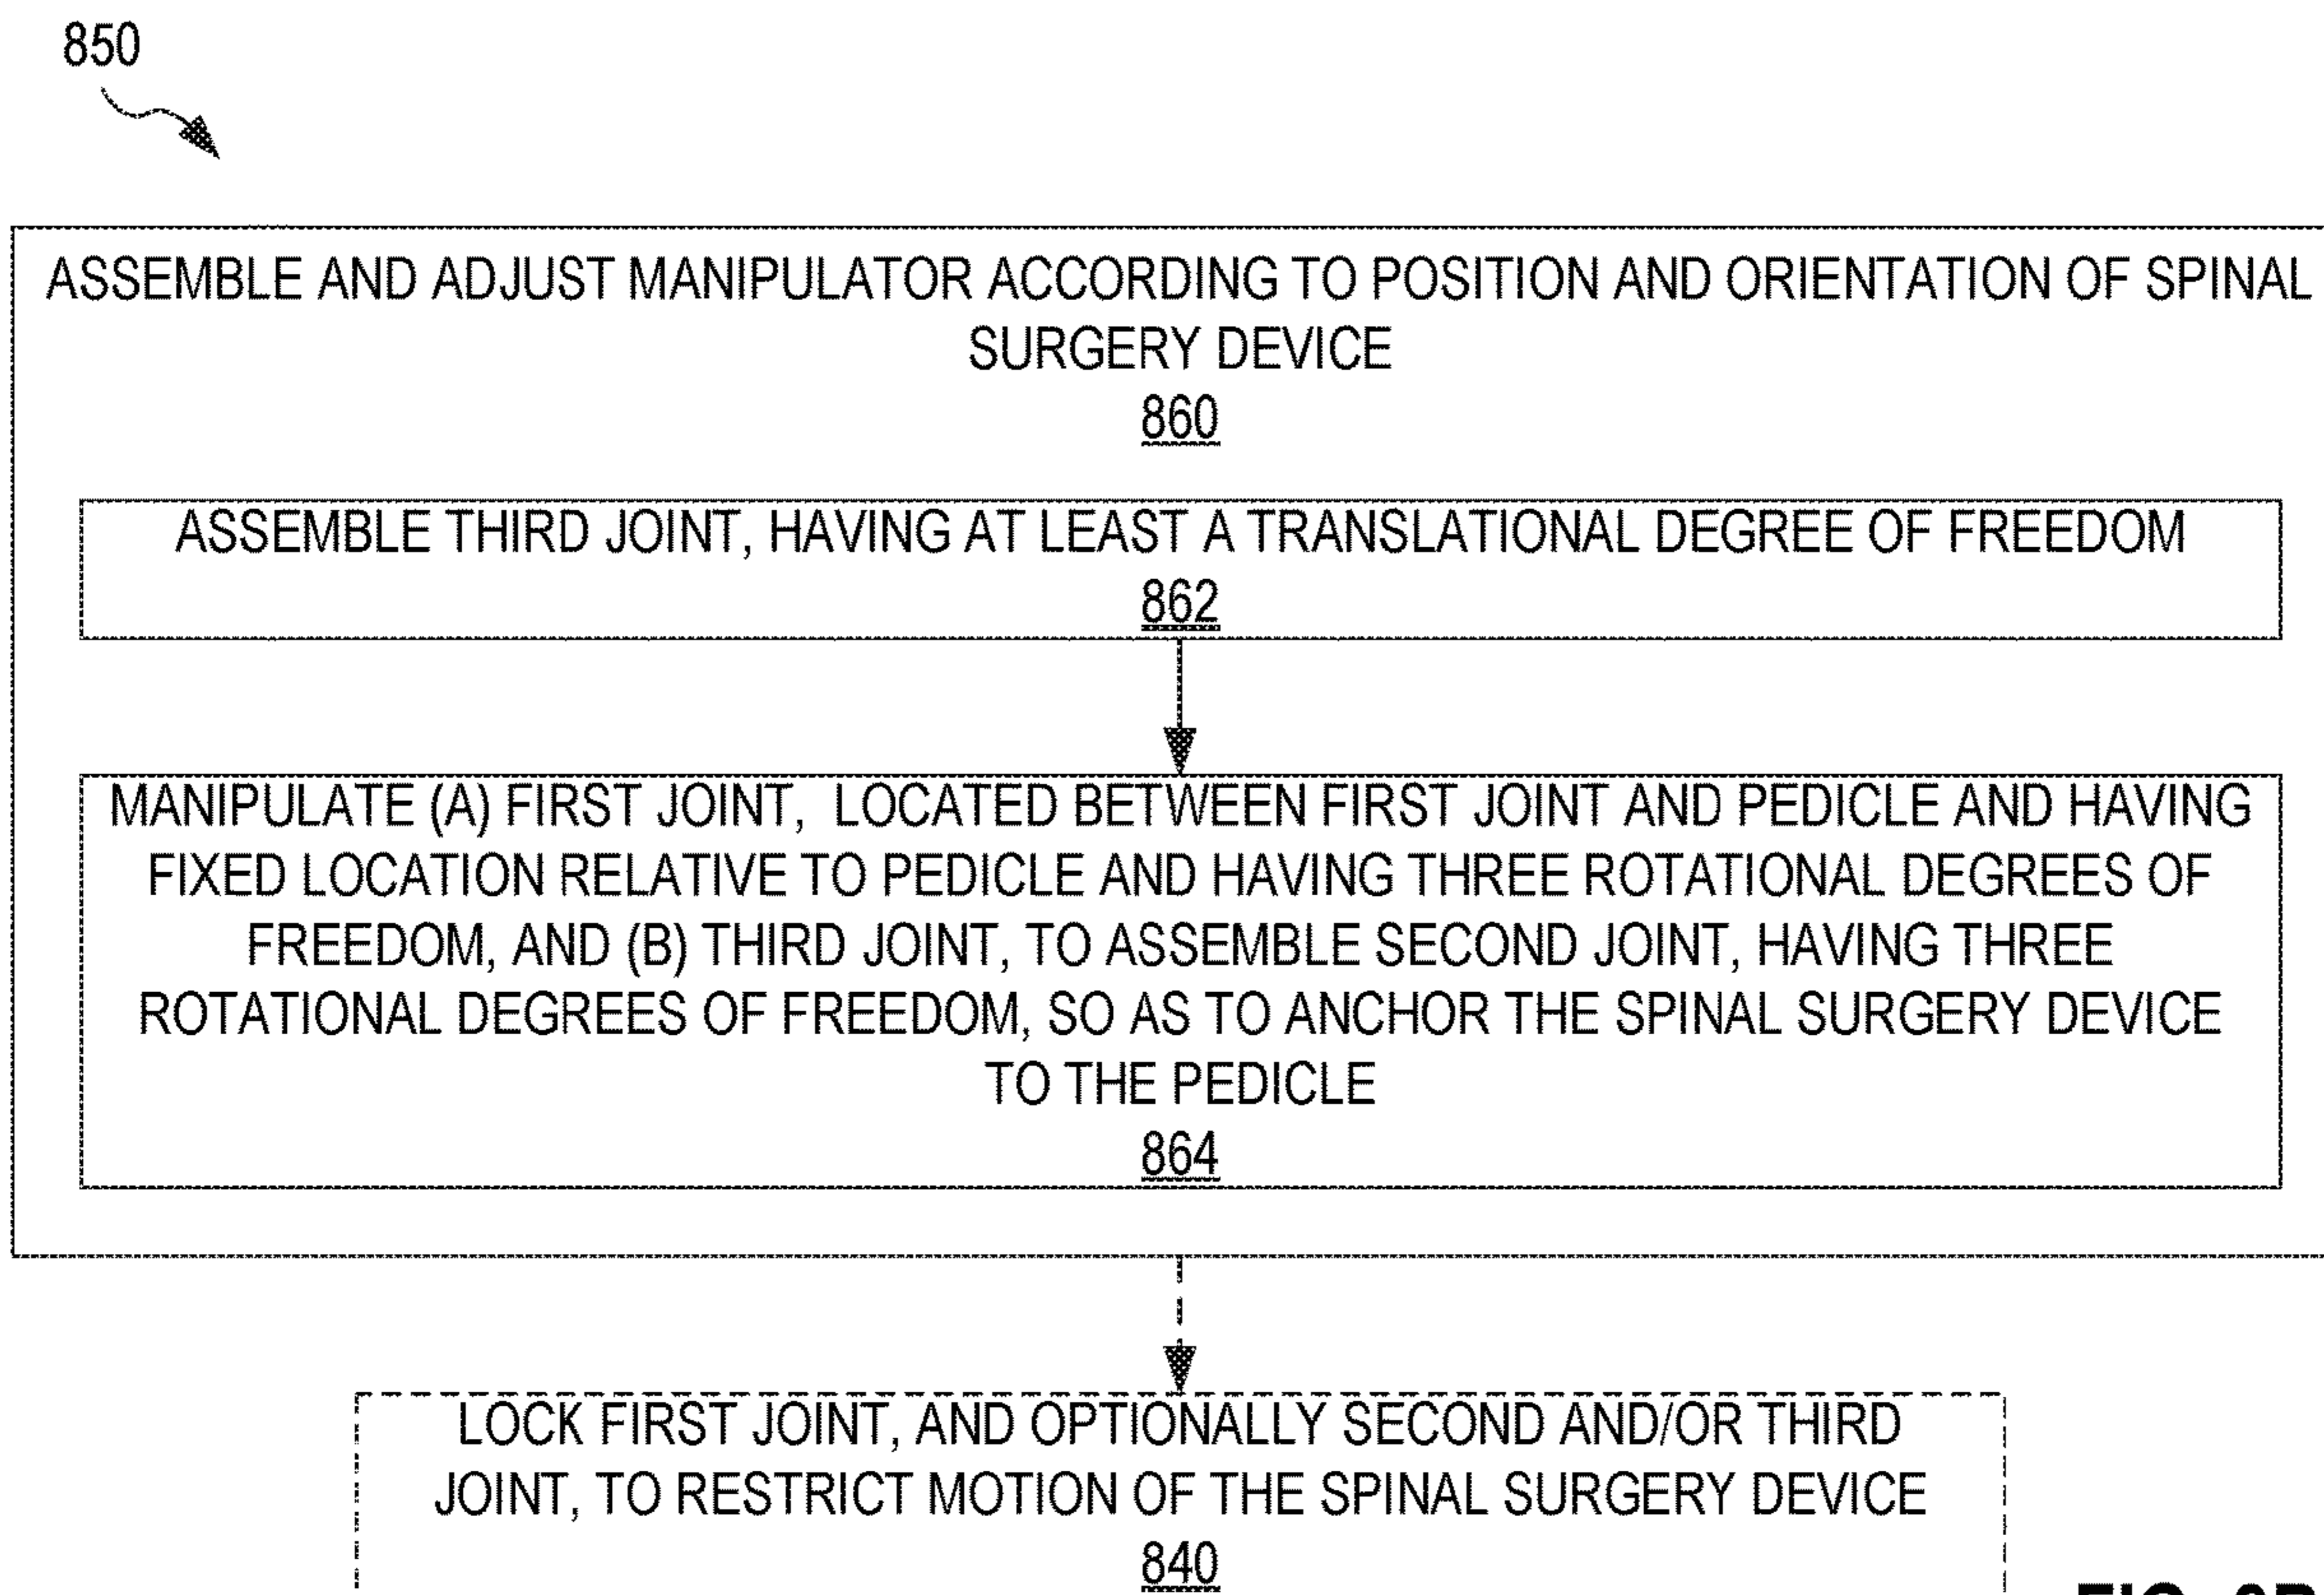 850
ASSEMBLE AND ADJUST MANIPULATOR ACCORDING TO POSITION AND ORIENTATION OF SPINAL
SURGERY DEVICE
860
ASSEMBLE THIRD JOINT, HAVING AT LEAST A TRANSLATIONAL DEGREE OF FREEDOM
862
MANIPULATE (A) FIRST JOINT, LOCATED BETWEEN FIRST JOINT AND PEDICLE AND HAVING
FIXED LOCATION RELATIVE TO PEDICLE AND HAVING THREE ROTATIONAL DEGREES OF
FREEDOM, AND (B) THIRD JOINT, TO ASSEMBLE SECOND JOINT, HAVING THREE
ROTATIONAL DEGREES OF FREEDOM, SO AS TO ANCHOR THE SPINAL SURGERY DEVICE
TO THE PEDICLE
864
LOCK FIRST JOINT, AND OPTIONALLY SECOND AND/OR THIRD
JOINT, TO RESTRICT MOTION OF THE SPINAL SURGERY DEVICE
840